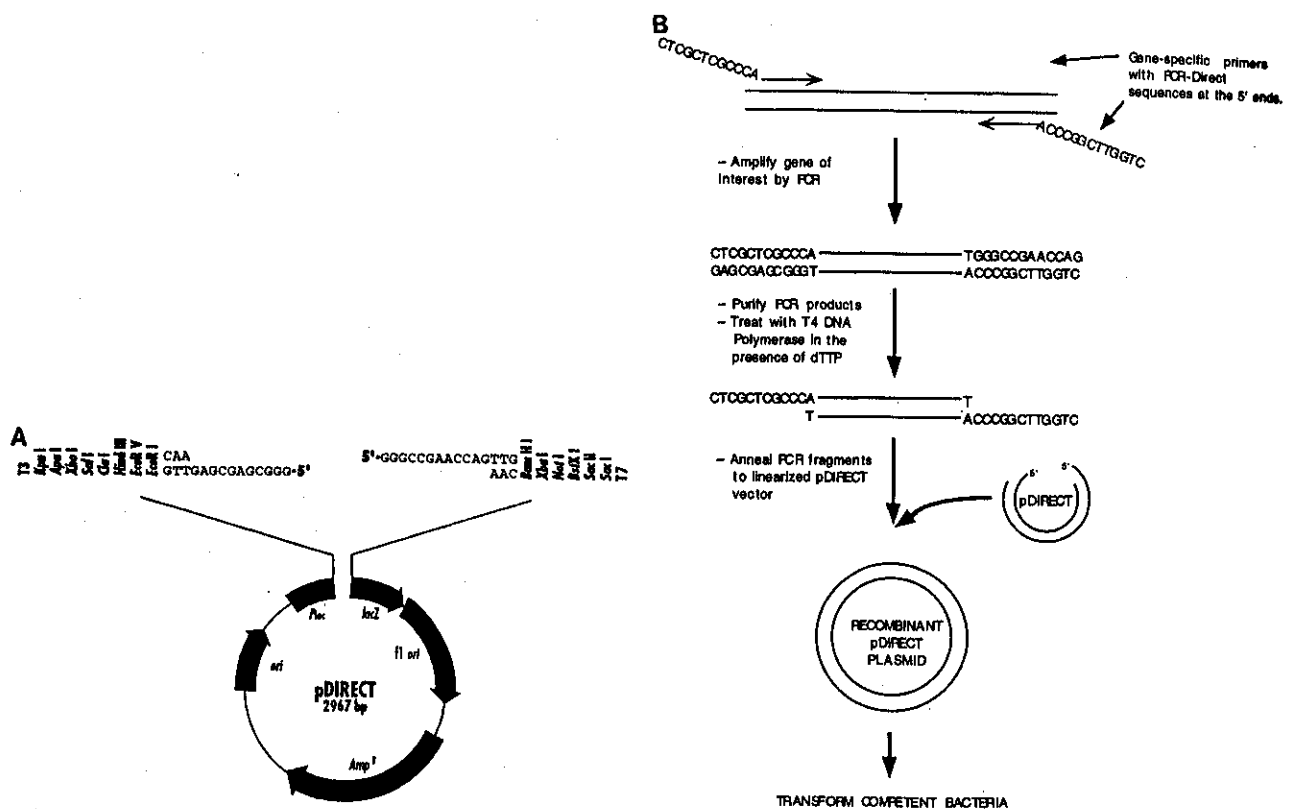 A
T3
Kpn I
Apa I
Xho I
Sal I
Cla I
Hind III
EcoR V
EcoR I
CAA
GTTGAGCGAGCGGG-5'
5'-GGGCCGAACCAGTTG
AAC
BamH I
Xba I
Not I
BstX I
Sac II
Sac I
T7
Plac
lacZ
ori
f1 ori
pDIRECT
2967 bp
Amp r
B
CTCGCTCGCCCA
Gene-specific primers
with PCR-Direct
sequences at the 5' ends.
ACCCGGCTTGGTC
– Amplify gene of
interest by PCR
CTCGCTCGCCCA TGGGCCGAACCAG
GAGCGAGCGGGT ACCCGGCTTGGTC
– Purify PCR products
– Treat with T4 DNA
Polymerase in the
presence of dTTP
CTCGCTCGCCCA T
T ACCCGGCTTGGTC
– Anneal PCR fragments
to linearized pDIRECT
vector
5' 5'
pDIRECT
RECOMBINANT
pDIRECT
PLASMID
TRANSFORM COMPETENT BACTERIA